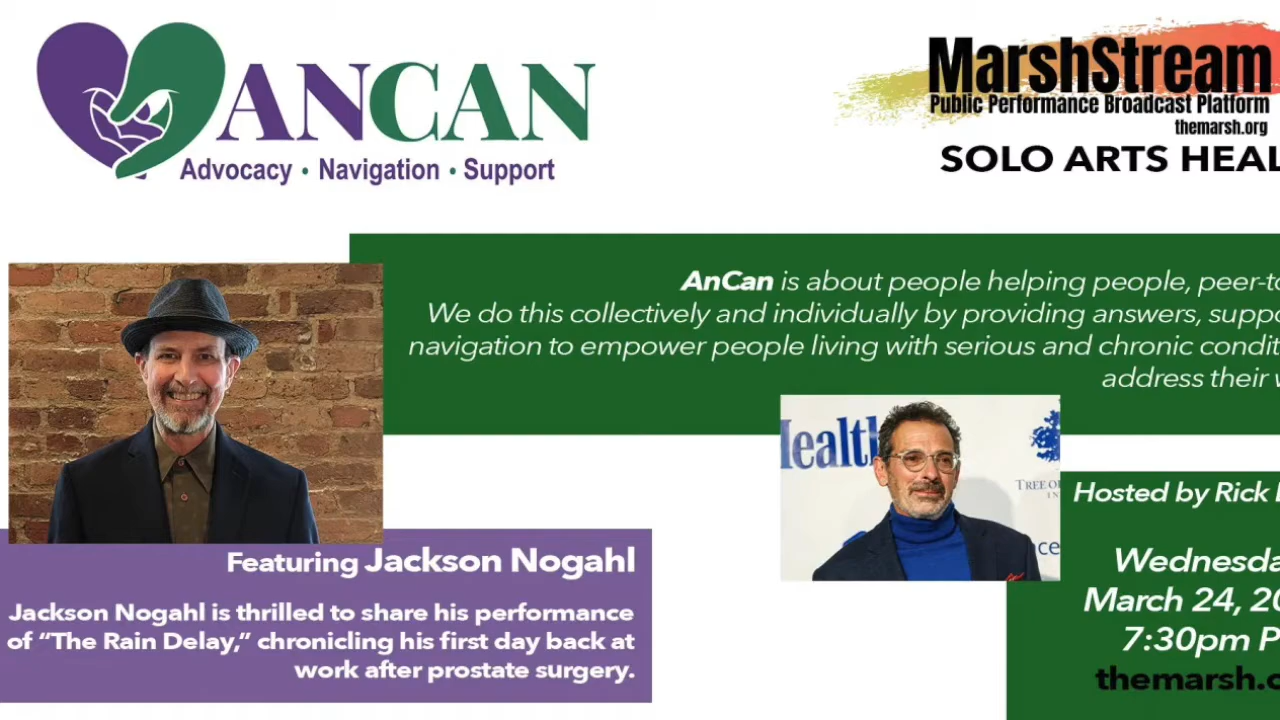 ANCAN
Advocacy • Navigation • Support
MarshStream
Public Performance Broadcast Platform
themarsh.org
SOLO ARTS HEAL
AnCan is about people helping people, peer-to
We do this collectively and individually by providing answers, suppo
navigation to empower people living with serious and chronic condit
address their
Health
TREE OF
Hosted by Rick
Featuring Jackson Nogahl
Jackson Nogahl is thrilled to share his performance
of “The Rain Delay,” chronicling his first day back at
work after prostate surgery.
Wednesda
March 24, 20
7:30pm P
themarsh.o